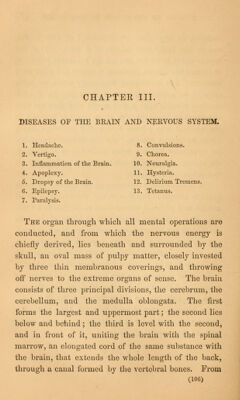 CHAPTER III.
DISEASES OF THE BRAIN AND NERVOUS SYSTEM.
1. Headache.
2. Vertigo.
3. Inflammation of the Brain.
4. Apoplexy.
5. Dropsy of the Brain.
6. Epilepsy.
7. Paralysis.
8. Convulsions.
9. Chorea.
10. Neuralgia.
11. Hysteria.
12. Delirium Tremens.
13. Tetanus.
THE organ through which all mental operations are
conducted, and from which the nervous energy is
chiefly derived, lies beneath and surrounded by the
skull, an oval mass of pulpy matter, closely invested
by three thin membranous coverings, and throwing
off nerves to the extreme organs of sense. The brain
consists of three principal divisions, the cerebrum, the
cerebellum, and the medulla oblongata. The first
forms the largest and uppermost part; the second lies
below and behind; the third is level with the second,
and in front of it, uniting the brain with the spinal
marrow, an elongated cord of the same substance with
the brain, that extends the whole length of the back,
through a canal formed by the vertebral bones. From
(106)